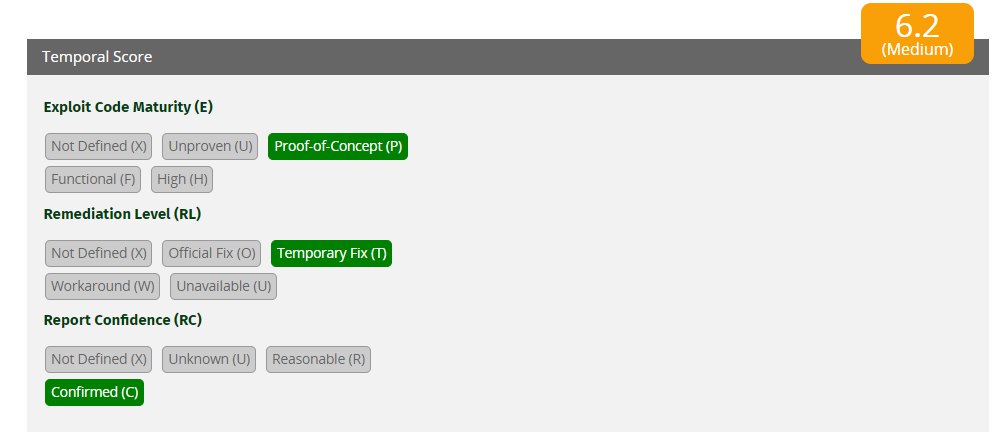 6.2
(Medium)
Temporal Score
Exploit Code Maturity (E)
Not Defined (X) Unproven (U) Proof-of-Concept (P)
Functional (F) High (H)
Remediation Level (RL)
Not Defined (X) Official Fix (O) Temporary Fix (T)
Workaround (W) Unavailable (U)
Report Confidence (RC)
Not Defined (X) Unknown (U) Reasonable (R)
Confirmed (C)